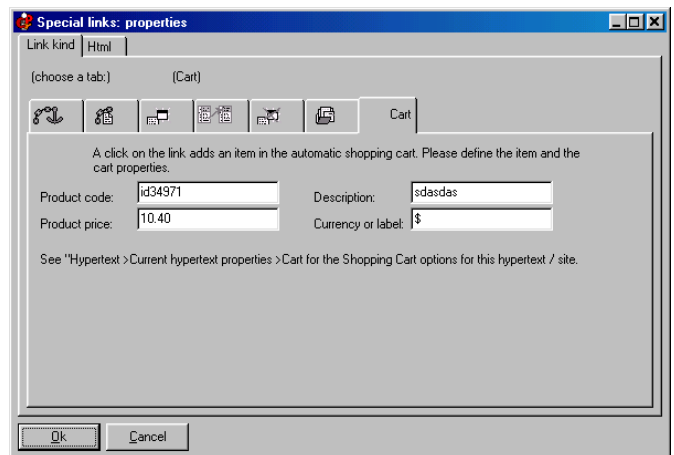 Special links: properties
Link kind Html
(choose a tab:) (Cart)
Cart
A click on the link adds an item in the automatic shopping cart. Please define the item and the
cart properties.
Product code: id34971 Description: sdasdas
Product price: 10.40 Currency or label: $
See "Hypertext >Current hypertext properties >Cart for the Shopping Cart options for this hypertext / site.
Ok Cancel